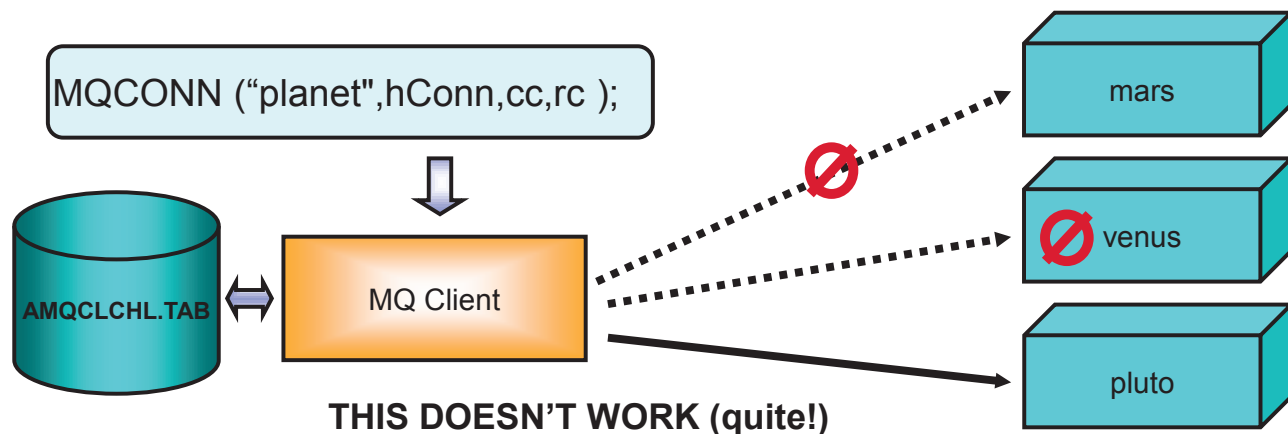 MQCONN (“planet",hConn,cc,rc );
mars
venus
AMQCLCHL.TAB
MQ Client
pluto
THIS DOESN’T WORK (quite!)